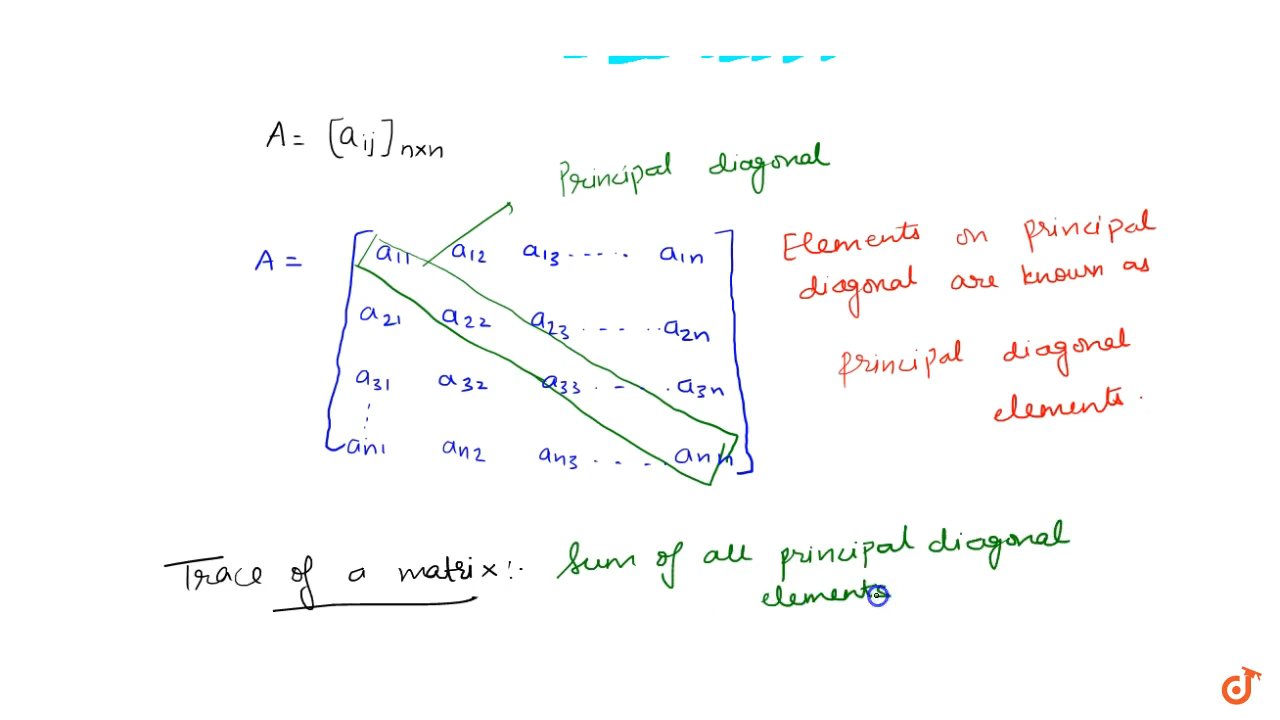 A = [aij]n×n
Principal diagonal
A = [a11 a12 a13 ..... a1n
a21 a22 a23 - -- . a2n
a31 a32 a33 . - - . a3n
⋮
an1 an2 an3 . - - . ann]
Elements on principal
diagonal are known as
principal diagonal
elements.
Trace of a matrix :- Sum of all principal diagonal
elements